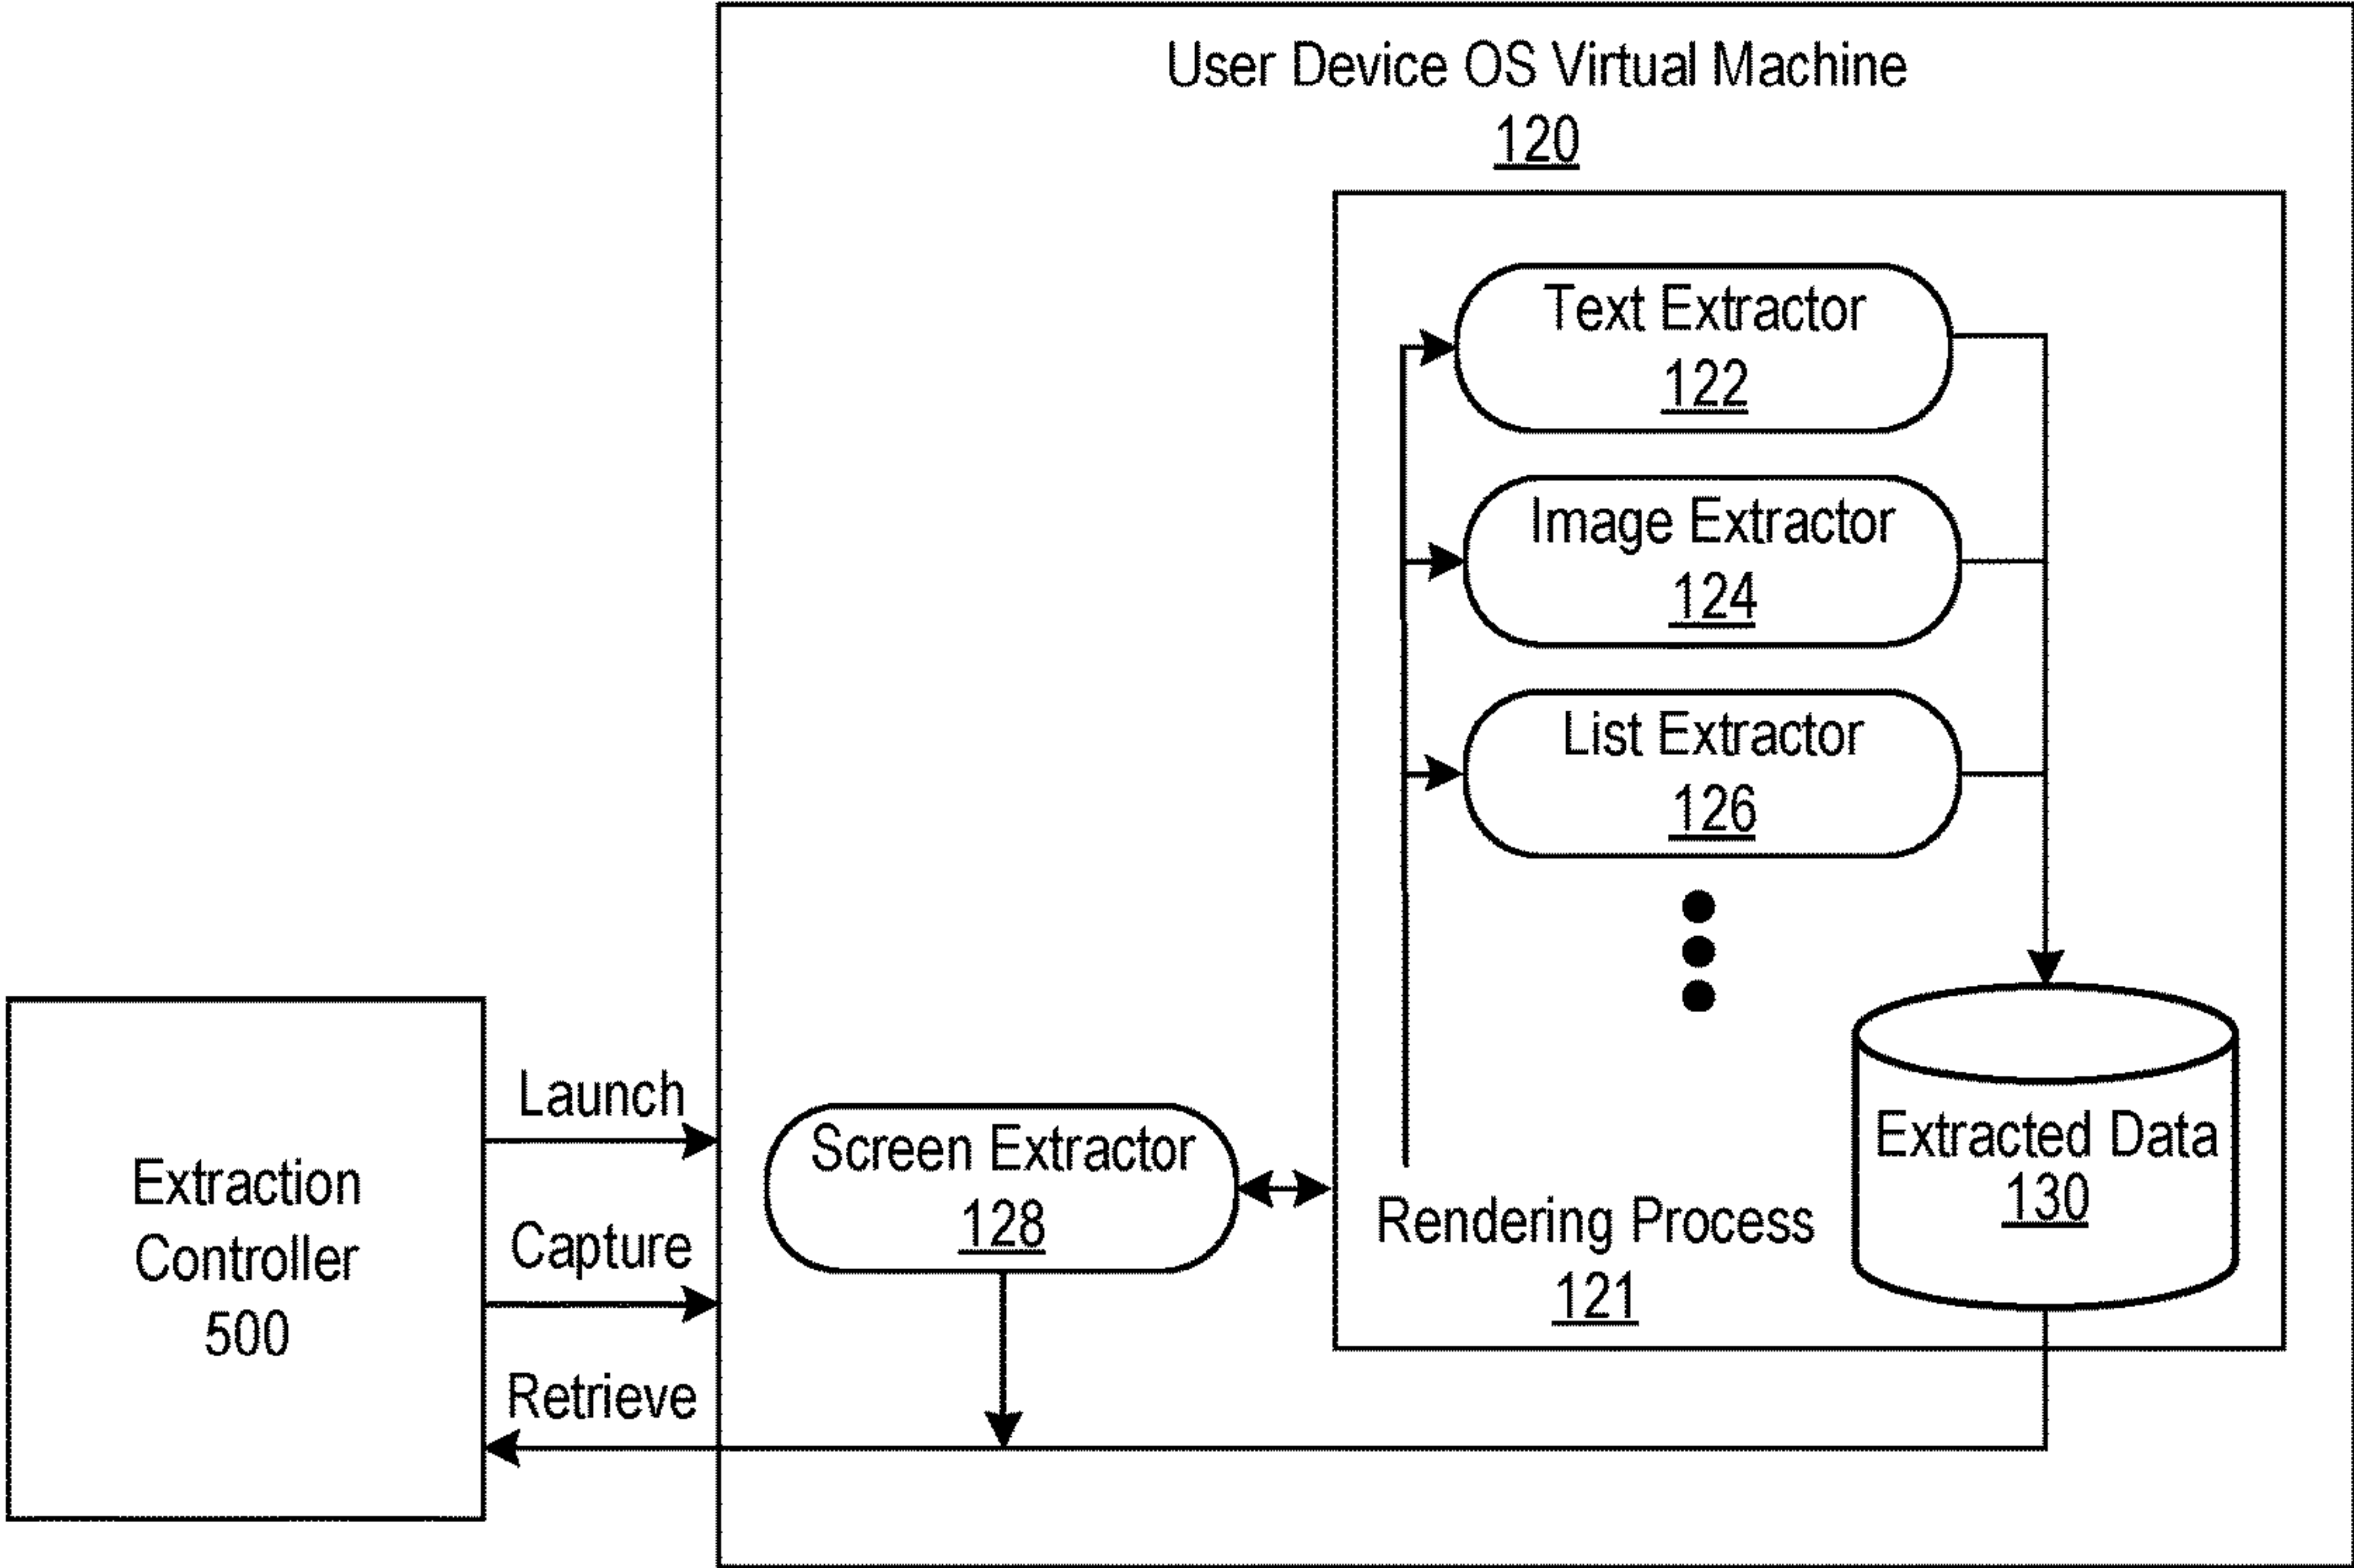 User Device OS Virtual Machine
120
Text Extractor
122
Image Extractor
124
List Extractor
126
Extraction
Controller
500
Launch
Capture
Retrieve
Screen Extractor
128
Rendering Process
121
Extracted Data
130